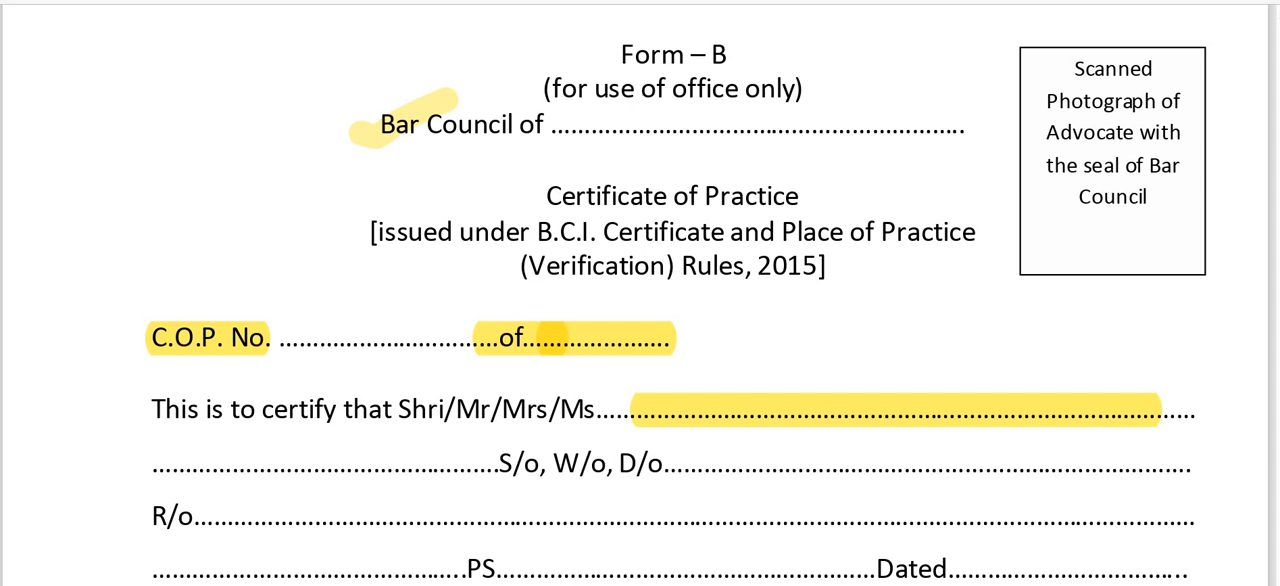 Form – B
(for use of office only)
Bar Council of ..............................................................
Scanned
Photograph of
Advocate with
the seal of Bar
Council
Certificate of Practice
[issued under B.C.I. Certificate and Place of Practice
(Verification) Rules, 2015]
C.O.P. No. .................................of......................
This is to certify that Shri/Mr/Mrs/Ms..........................................................................................
....................................................S/o, W/o, D/o...............................................................................
R/o......................................................................................................................................................
...............................................PS.........................................................Dated....................................